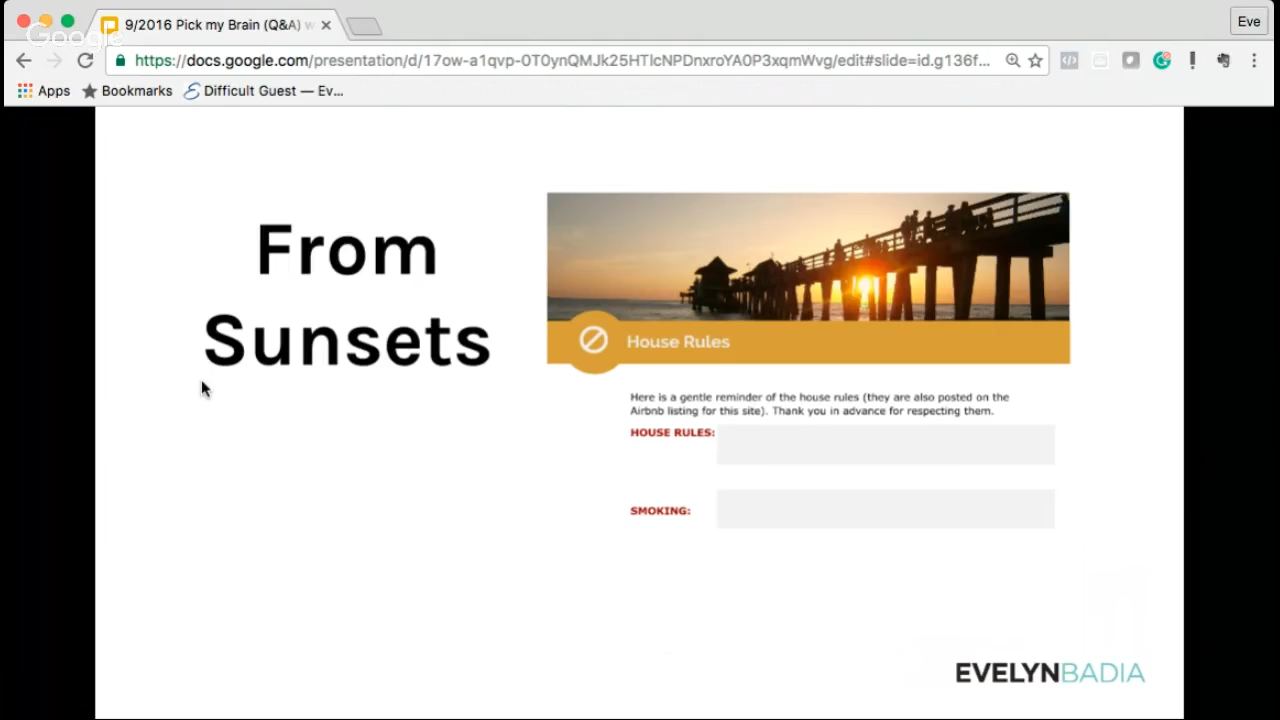 Google
9/2016 Pick my Brain (Q&A) w
Eve
https://docs.google.com/presentation/d/17ow-a1qvp-0T0ynQMJk25HTlcNPDnxroYA0P3xqmWvg/edit#slide=id.g136f...
Apps
Bookmarks
Difficult Guest — Ev...
From
Sunsets
House Rules
Here is a gentle reminder of the house rules (they are also posted on the
Airbnb listing for this site). Thank you in advance for respecting them.
HOUSE RULES:
SMOKING:
EVELYNBADIA